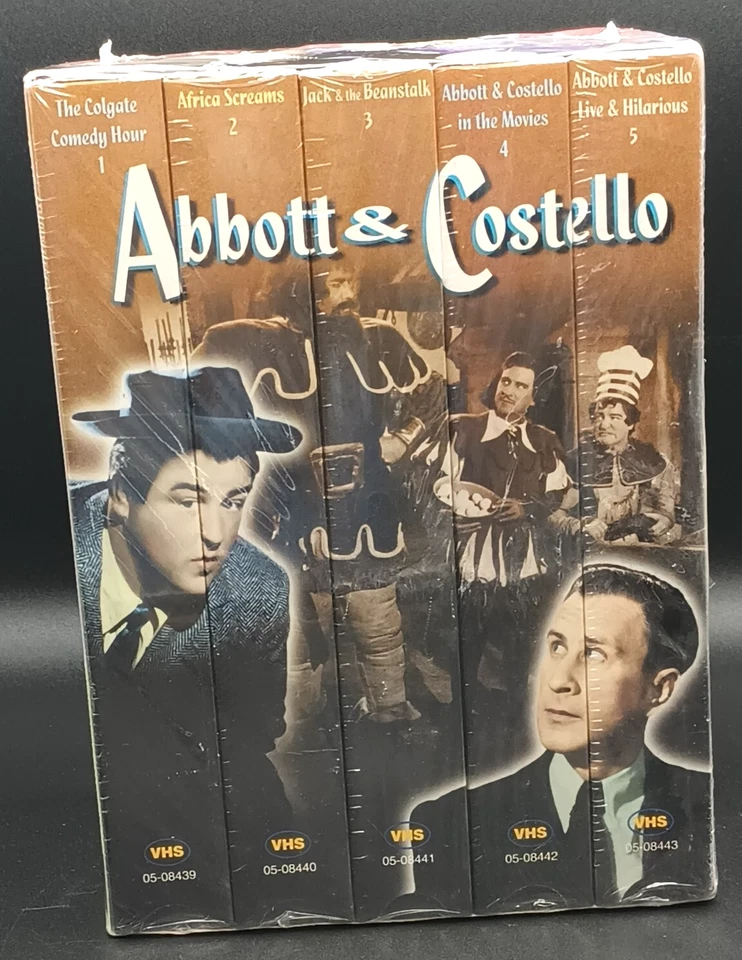 The Colgate
Comedy Hour
1
Africa Screams
2
Jack & the Beanstalk
3
Abbott & Costello
in the Movies
4
Abbott & Costello
Live & Hilarious
5
Abbott & Costello
VHS
05-08439
VHS
05-08440
VHS
05-08441
VHS
05-08442
VHS
05-08443